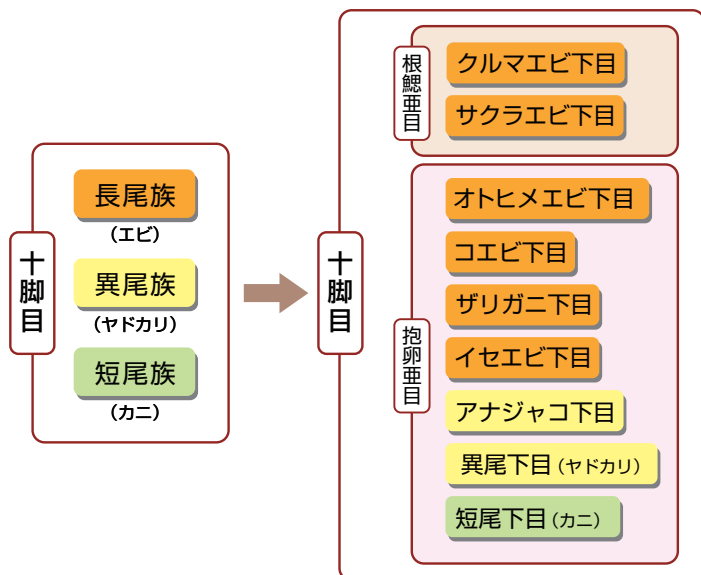 十脚目
長尾族
(エビ)
異尾族
(ヤドカリ)
短尾族
(カニ)
十脚目
根鰓亜目
クルマエビ下目
サクラエビ下目
抱卵亜目
オトヒメエビ下目
コエビ下目
ザリガニ下目
イセエビ下目
アナジャコ下目
異尾下目(ヤドカリ)
短尾下目(カニ)